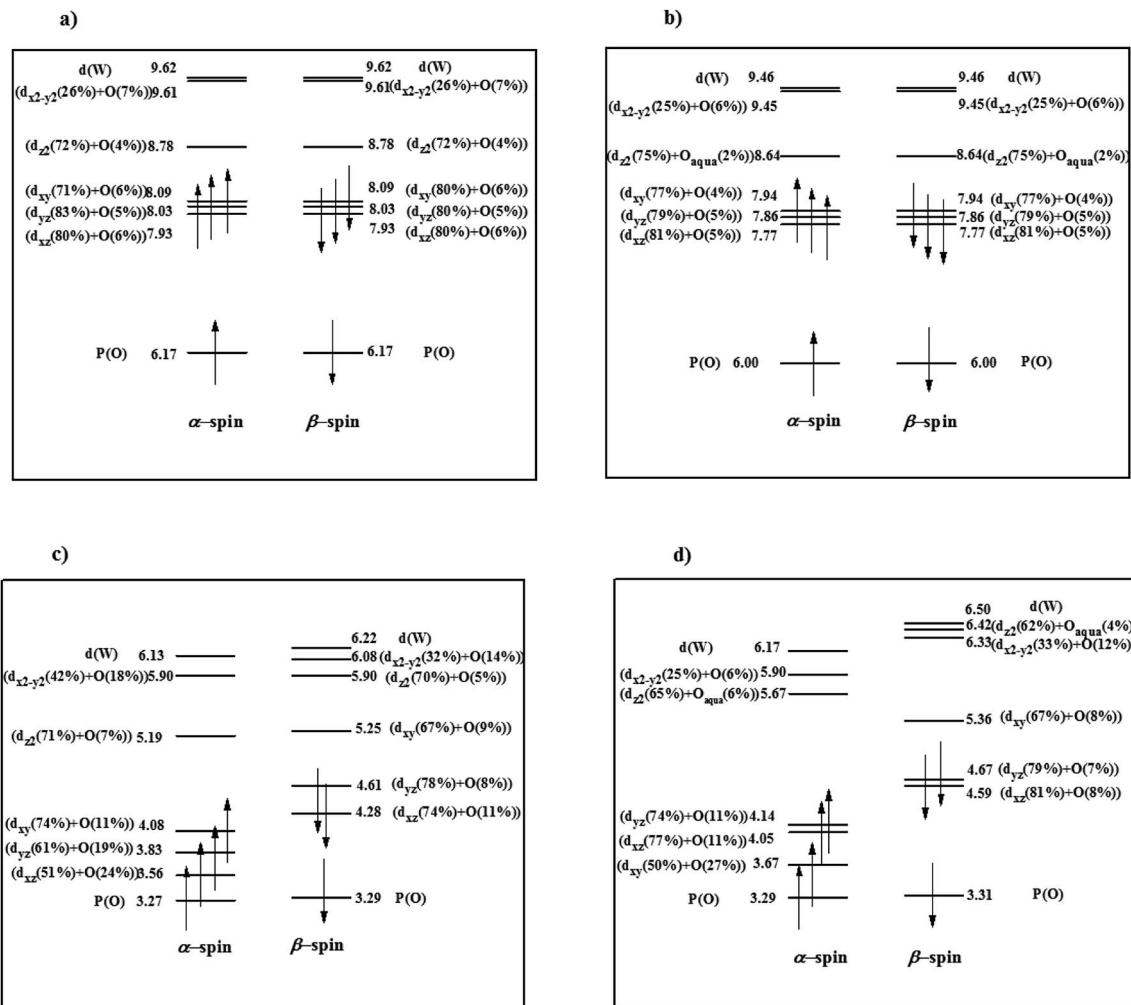 a)
d(W) 9.62
9.62 d(W)
(dx2-y2(26%)+O(7%))9.61
9.61(dx2-y2(26%)+O(7%))
(dz2(72%)+O(4%))8.78
8.78 (dz2(72%)+O(4%))
(dxy(71%)+O(6%))8.09
8.09 (dxy(80%)+O(6%))
(dyz(83%)+O(5%))8.03
8.03 (dyz(80%)+O(5%))
(dxz(80%)+O(6%))7.93
7.93 (dxz(80%)+O(6%))
P(O) 6.17
6.17 P(O)
α–spin
β–spin
b)
d(W) 9.46
9.46 d(W)
(dx2-y2(25%)+O(6%))9.45
9.45(dx2-y2(25%)+O(6%))
(dz2(75%)+Oaqua(2%))8.64
8.64(dz2(75%)+Oaqua(2%))
(dxy(77%)+O(4%)) 7.94
7.94 (dxy(77%)+O(4%))
(dyz(79%)+O(5%)) 7.86
7.86 (dyz(79%)+O(5%))
(dxz(81%)+O(5%)) 7.77
7.77 (dxz(81%)+O(5%))
P(O) 6.00
6.00 P(O)
α–spin
β–spin
c)
6.22 d(W)
d(W) 6.13
6.08(dx2-y2(32%)+O(14%))
(dx2-y2(42%)+O(18%))5.90
5.90 (dz2(70%)+O(5%))
(dz2(71%)+O(7%)) 5.19
5.25 (dxy(67%)+O(9%))
4.61 (dyz(78%)+O(8%))
4.28 (dxz(74%)+O(11%))
(dxy(74%)+O(11%)) 4.08
(dyz(61%)+O(19%)) 3.83
(dxz(51%)+O(24%))3.56
P(O) 3.27
3.29 P(O)
α–spin
β–spin
d)
6.50 d(W)
6.42(dz2(62%)+Oaqua(4%)
6.33(dx2-y2(33%)+O(12%)
d(W) 6.17
(dx2-y2(25%)+O(6%)) 5.90
(dz2(65%)+Oaqua(6%)) 5.67
5.36 (dxy(67%)+O(8%))
4.67 (dyz(79%)+O(7%))
4.59 (dxz(81%)+O(8%))
(dyz(74%)+O(11%)) 4.14
(dxz(77%)+O(11%)) 4.05
(dxy(50%)+O(27%)) 3.67
P(O) 3.29
3.31 P(O)
α–spin
β–spin